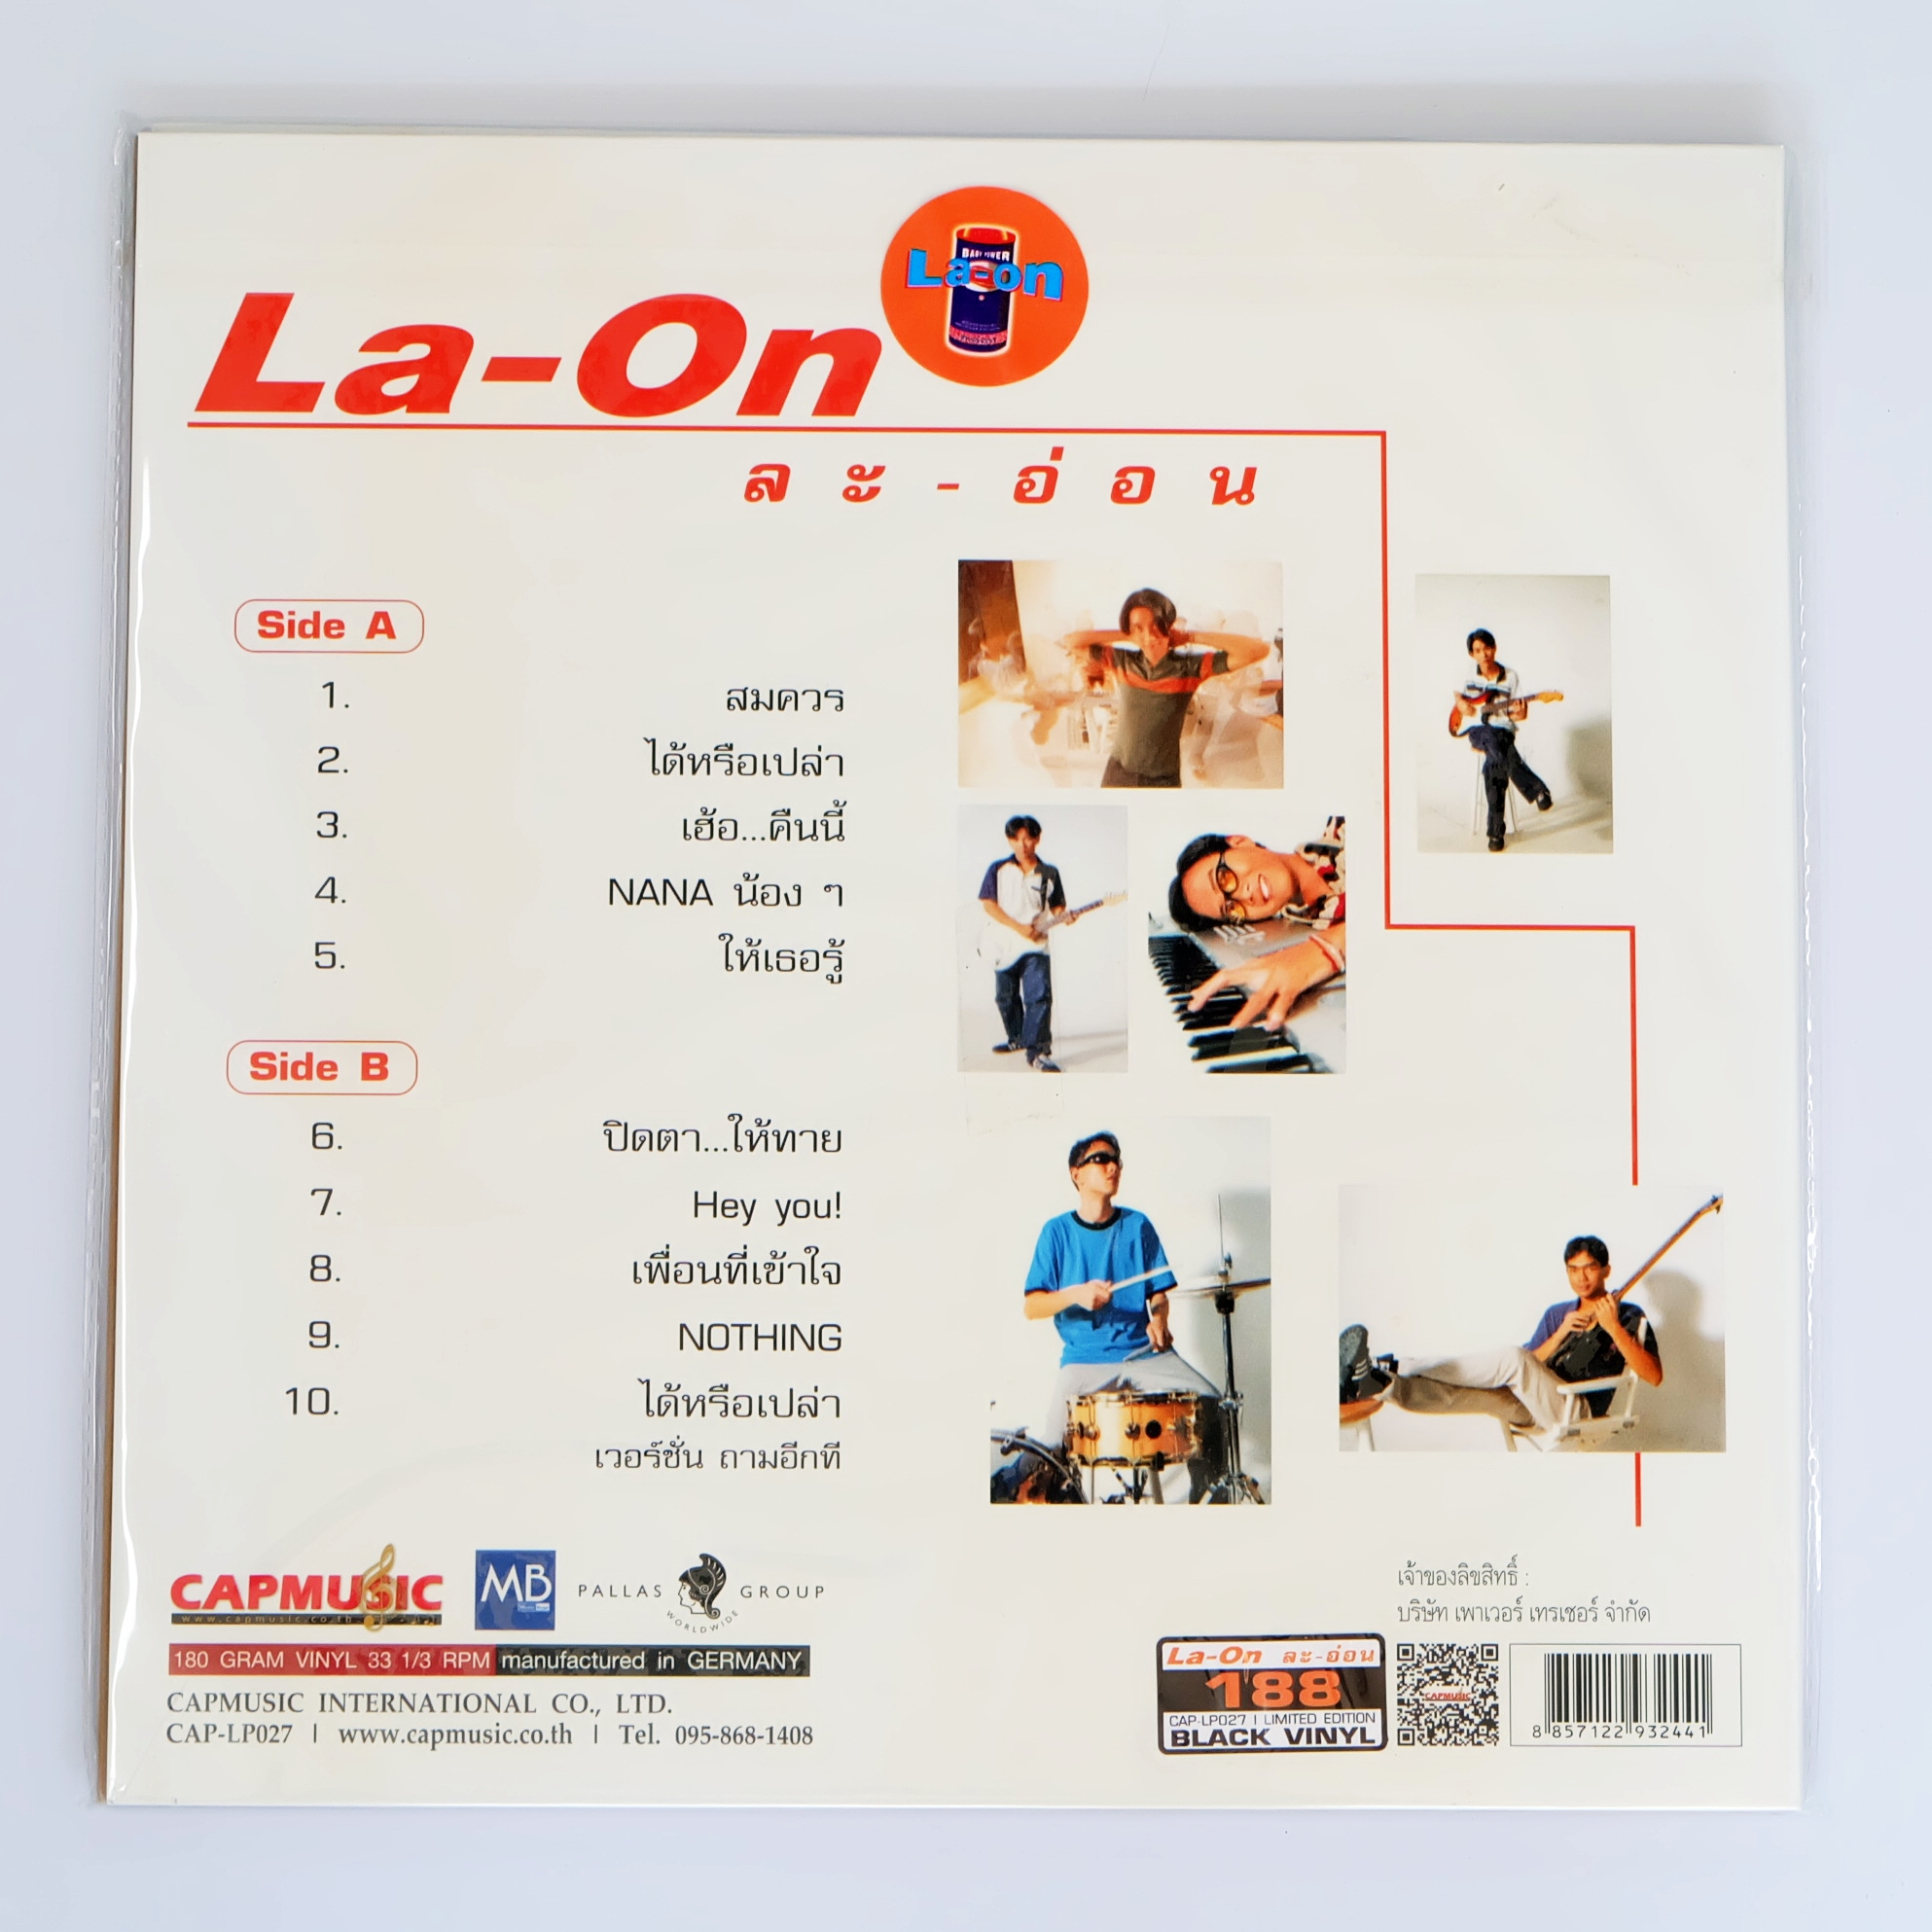 La-On
La-on
ละ-อ่อน
Side A
1. สมควร
2. ได้หรือเปล่า
3. เฮ้อ...คืนนี้
4. NANA น้อง ๆ
5. ให้เธอรู้
Side B
6. ปิดตา...ให้ทาย
7. Hey you!
8. เพื่อนที่เข้าใจ
9. NOTHING
10. ได้หรือเปล่า
เวอร์ชั่น ถามอีกที
CAPMUSIC
www.capmusic.co.th
MB
PALLAS GROUP
WORLDWIDE
180 GRAM VINYL 33 1/3 RPM manufactured in GERMANY
CAPMUSIC INTERNATIONAL CO., LTD.
CAP-LP027 | www.capmusic.co.th | Tel. 095-868-1408
เจ้าของลิขสิทธิ์ :
บริษัท เพาเวอร์ เทรเชอร์ จำกัด
La-On ละ-อ่อน
188
CAP-LP027 | LIMITED EDITION
BLACK VINYL
CAPMUSIC
8 857122 932441